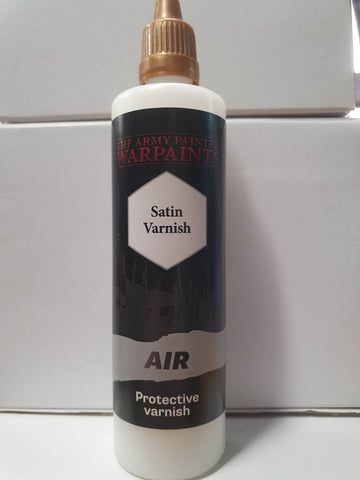 THE ARMY PAINTER
WARPAINTS
Satin
Varnish
AIR
Protective
varnish